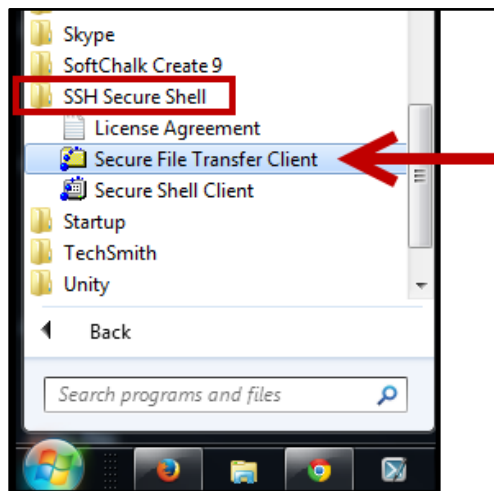 Skype
SoftChalk Create 9
SSH Secure Shell
License Agreement
Secure File Transfer Client
Secure Shell Client
Startup
TechSmith
Unity
Back
Search programs and files